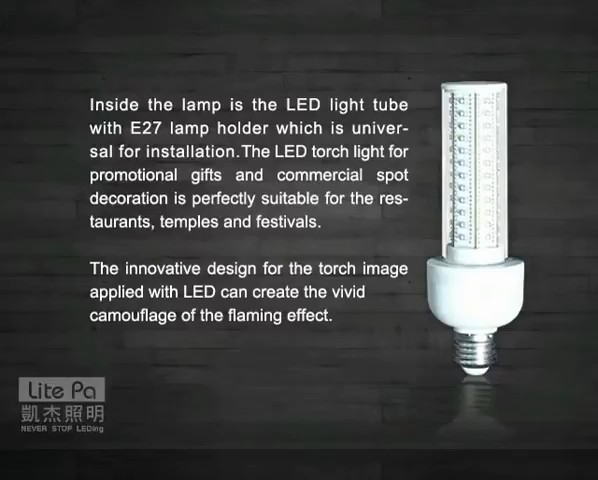 Inside the lamp is the LED light tube
with E27 lamp holder which is univer-
sal for installation.The LED torch light for
promotional gifts and commercial spot
decoration is perfectly suitable for the res-
taurants, temples and festivals.
The innovative design for the torch image
applied with LED can create the vivid
camouflage of the flaming effect.
Lite Pa
凱杰照明
NEVER STOP LEDing